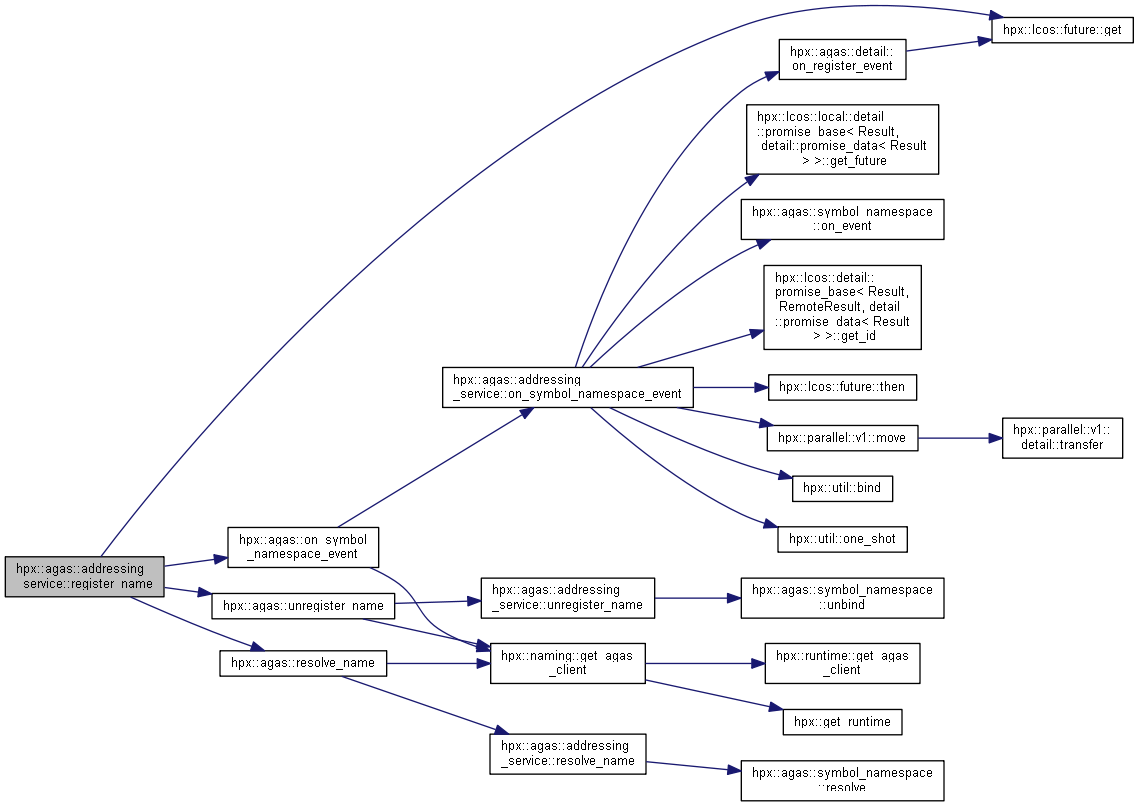 hpx::lcos::future::get
hpx::agas::detail::
on_register_event
hpx::lcos::local::detail
::promise_base< Result,
detail::promise_data< Result
> >::get_future
hpx::agas::symbol_namespace
::on_event
hpx::lcos::detail::
promise_base< Result,
RemoteResult, detail
::promise_data< Result
> >::get_id
hpx::agas::addressing
_service::on_symbol_namespace_event
hpx::lcos::future::then
hpx::parallel::v1::move
hpx::parallel::v1::
detail::transfer
hpx::util::bind
hpx::util::one_shot
hpx::agas::on_symbol
_namespace_event
hpx::agas::addressing
_service::register_name
hpx::agas::unregister_name
hpx::agas::addressing
_service::unregister_name
hpx::agas::symbol_namespace
::unbind
hpx::agas::resolve_name
hpx::naming::get_agas
_client
hpx::runtime::get_agas
_client
hpx::get_runtime
hpx::agas::addressing
_service::resolve_name
hpx::agas::symbol_namespace
::resolve